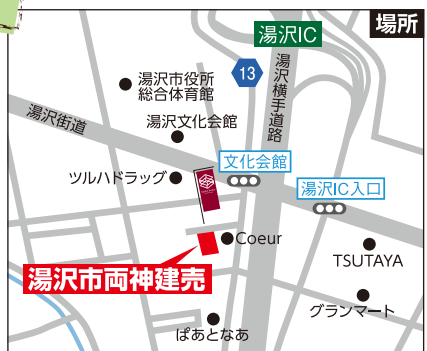 場所
湯沢IC
13
湯沢横手道路
湯沢市役所
総合体育館
湯沢街道
湯沢文化会館
文化会館
ツルハドラッグ
湯沢IC入口
Coeur
TSUTAYA
湯沢市両神建売
グランマート
ぱあとなあ